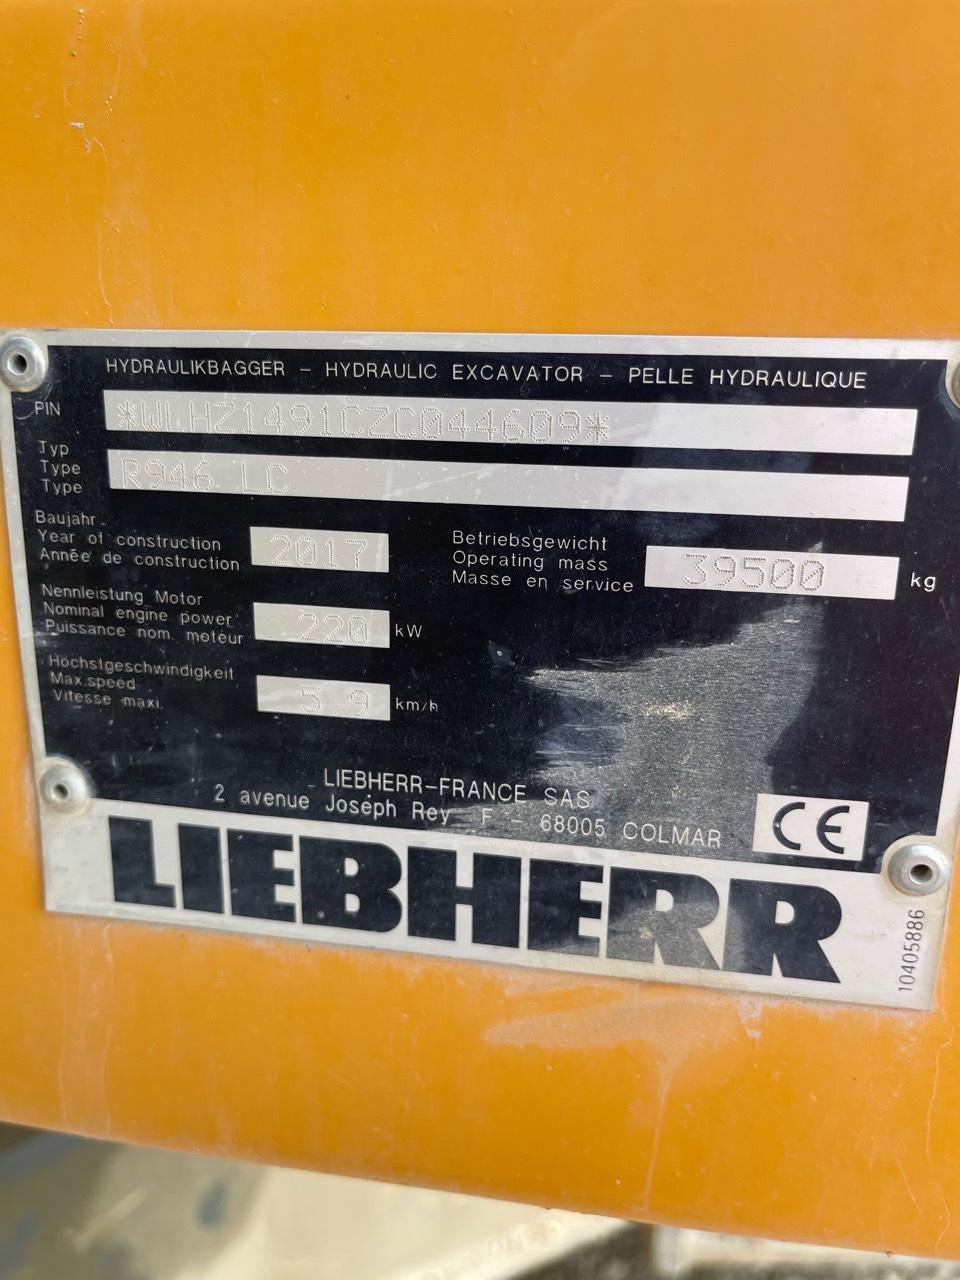 HYDRAULIKBAGGER – HYDRAULIC EXCAVATOR – PELLE HYDRAULIQUE
PIN *WLHZ1491CZC044609*
Typ
Type R946 LC
Type
Baujahr
Year of construction 2017
Année de construction
Betriebsgewicht
Operating mass 39500 kg
Masse en service
Nennleistung Motor
Nominal engine power 220 kW
Puissance nom. moteur
Höchstgeschwindigkeit
Max.speed 5 9 km/h
Vitesse maxi.
LIEBHERR-FRANCE SAS
2 avenue Joseph Rey F - 68005 COLMAR
CE
LIEBHERR
10405886